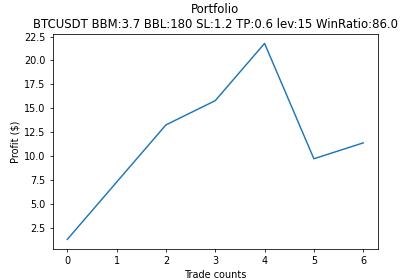 Portfolio
BTCUSDT BBM:3.7 BBL:180 SL:1.2 TP:0.6 lev:15 WinRatio:86.0
22.5
20.0
17.5
15.0
12.5
10.0
7.5
5.0
2.5
Profit ($)
0 1 2 3 4 5 6
Trade counts